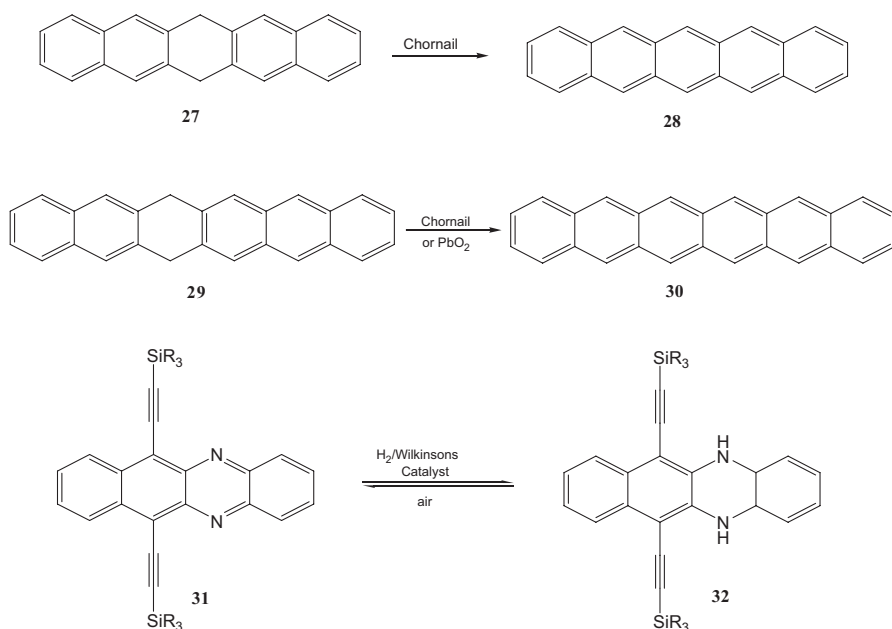 Chornail
27
28
Chornail
or PbO2
29
30
SiR3
SiR3
N
N
H2/Wilkinsons
Catalyst
air
H
N
N
H
31
32
SiR3
SiR3